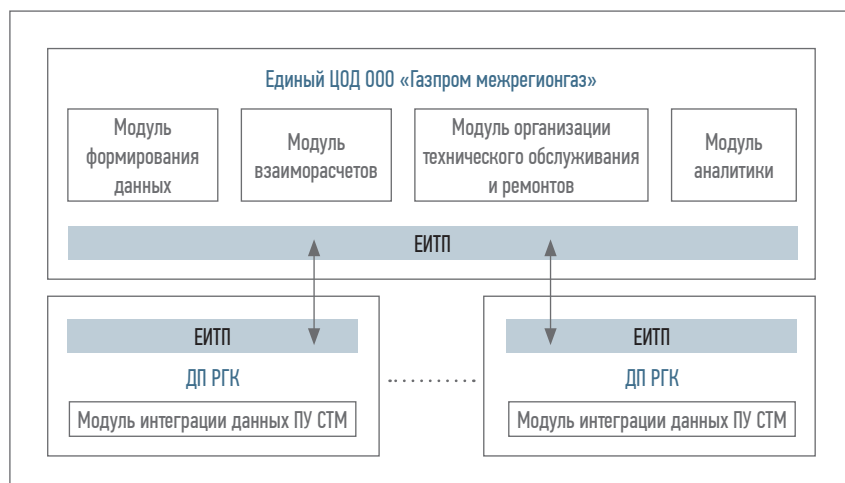 Единый ЦОД ООО «Газпром межрегионгаз»
Модуль
формирования
данных
Модуль
взаиморасчетов
Модуль организации
технического обслуживания
и ремонтов
Модуль
аналитики
ЕИТП
ЕИТП
ДП РГК
Модуль интеграции данных ПУ СТМ
ЕИТП
ДП РГК
Модуль интеграции данных ПУ СТМ